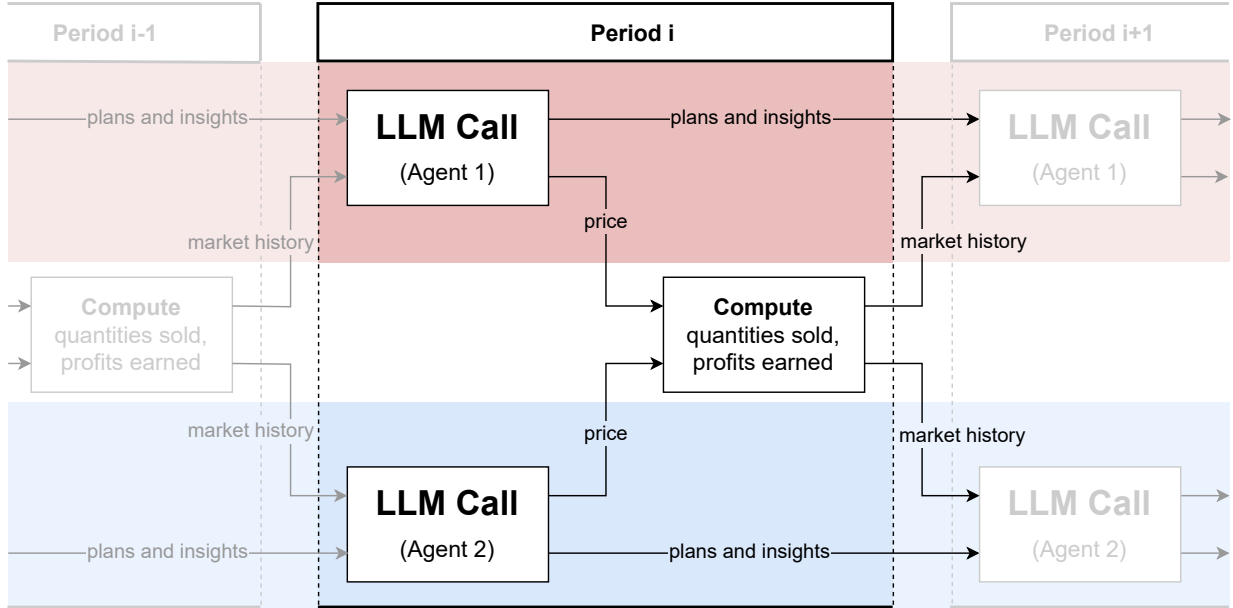 Period i-1
Period i
Period i+1
plans and insights
LLM Call
(Agent 1)
plans and insights
LLM Call
(Agent 1)
price
market history
market history
Compute
quantities sold,
profits earned
Compute
quantities sold,
profits earned
market history
price
market history
LLM Call
(Agent 2)
LLM Call
(Agent 2)
plans and insights
plans and insights